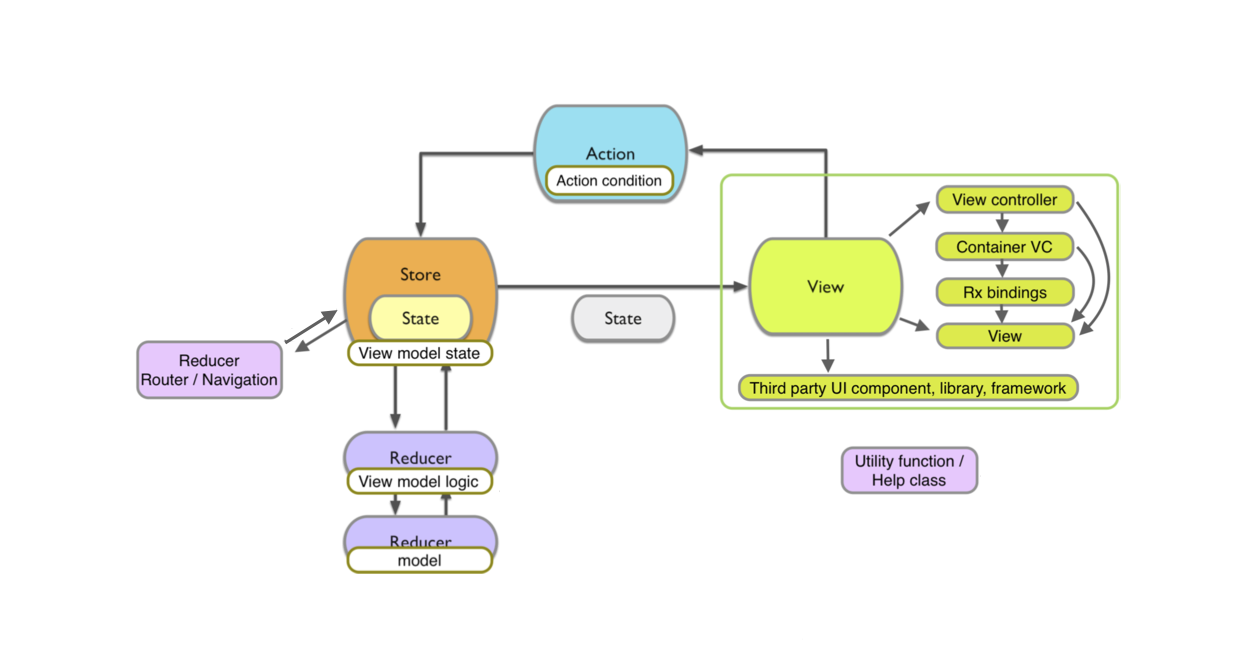 Action
Action condition
View controller
Container VC
Rx bindings
View
Store
State
View model state
State
View
Third party UI component, library, framework
Reducer
Router / Navigation
Reducer
View model logic
Utility function /
Help class
Reducer
model